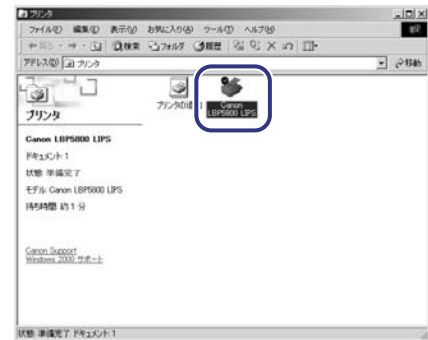 プリンタ
ファイル(F) 編集(E) 表示(V) お気に入り(A) ツール(T) ヘルプ(H)
戻る 検索 フォルダ 履歴
アドレス(D) プリンタ 移動
プリンタ
Canon LBP5800 LIPS
ドキュメント: 1
状態: 準備完了
モデル: Canon LBP5800 LIPS
待ち時間: 約 1 分
Canon Support
Windows 2000 サポート
プリンタの追加
Canon
LBP5800 LIPS
状態: 準備完了 ドキュメント: 1